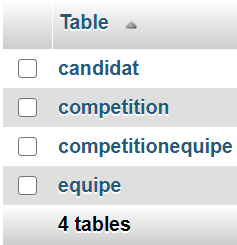 Table
candidat
competition
competitionequipe
equipe
4 tables